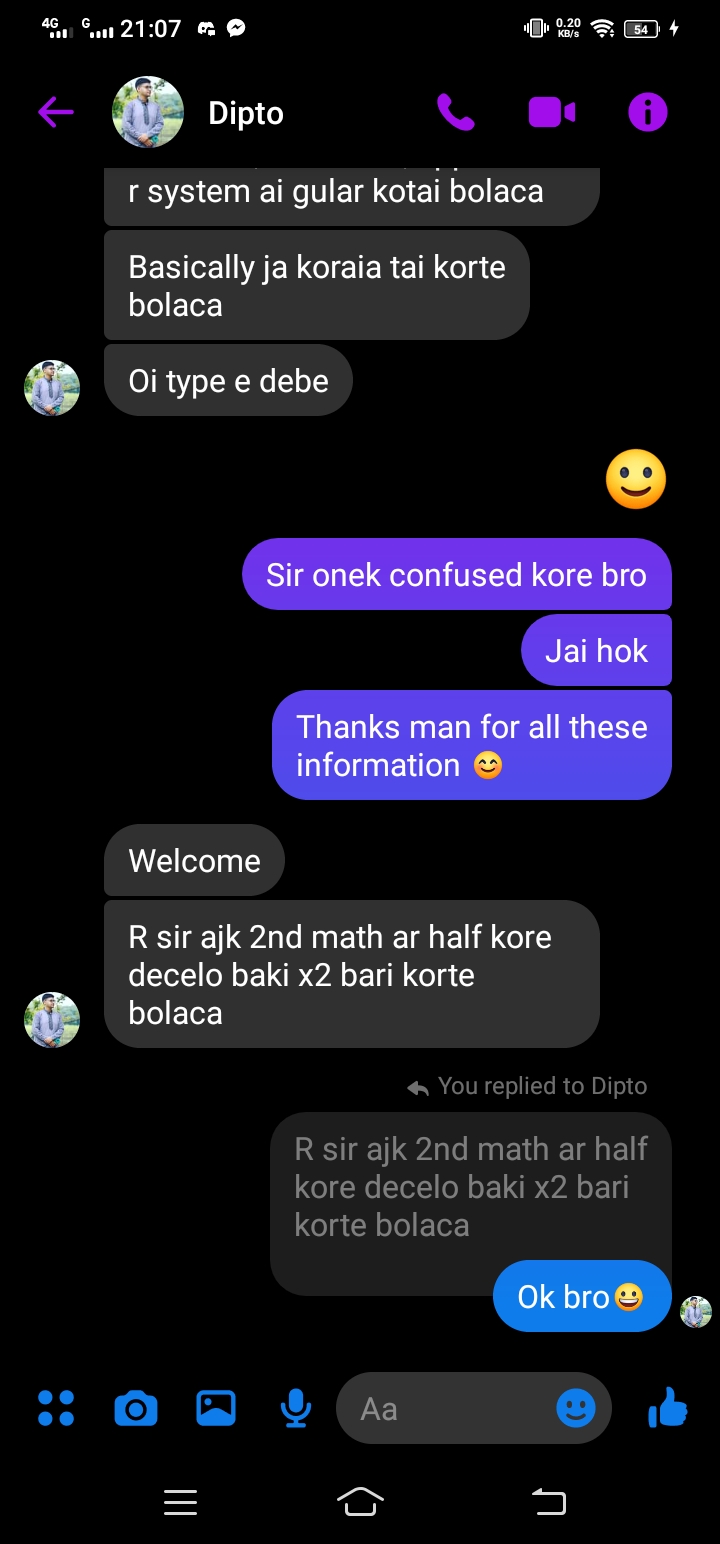 4G G 21:07 0.20 KB/s 54
Dipto
r system ai gular kotai bolaca
Basically ja koraia tai korte
bolaca
Oi type e debe
Sir onek confused kore bro
Jai hok
Thanks man for all these
information 😊
Welcome
R sir ajk 2nd math ar half kore
decelo baki x2 bari korte
bolaca
You replied to Dipto
R sir ajk 2nd math ar half
kore decelo baki x2 bari
korte bolaca
Ok bro😀
Aa